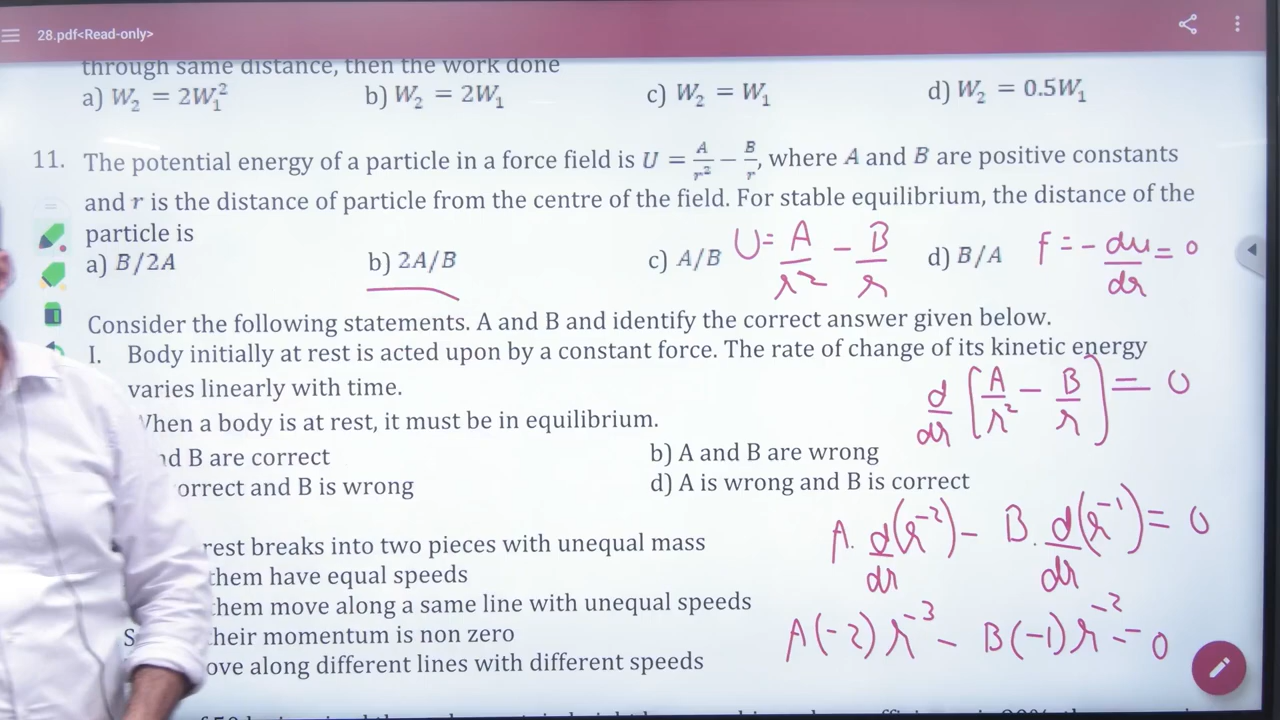 28.pdf<Read-only>
through same distance, then the work done
a) W₂ = 2W₁² b) W₂ = 2W₁ c) W₂ = W₁ d) W₂ = 0.5W₁
11. The potential energy of a particle in a force field is U = A/r² − B/r, where A and B are positive constants
and r is the distance of particle from the centre of the field. For stable equilibrium, the distance of the
particle is
a) B/2A b) 2A/B c) A/B d) B/A
U = A/r² − B/r
f = − du/dr = 0
Consider the following statements. A and B and identify the correct answer given below.
I. Body initially at rest is acted upon by a constant force. The rate of change of its kinetic energy
varies linearly with time.
d/dr [A/r² − B/r] = 0
When a body is at rest, it must be in equilibrium.
B are correct b) A and B are wrong
and B is wrong d) A is wrong and B is correct
A. d/dr (r⁻²) − B. d/dr (r⁻¹) = 0
rest breaks into two pieces with unequal mass
them have equal speeds
them move along a same line with unequal speeds
A(−2) r⁻³ − B(−1) r⁻² = 0
their momentum is non zero
along different lines with different speeds